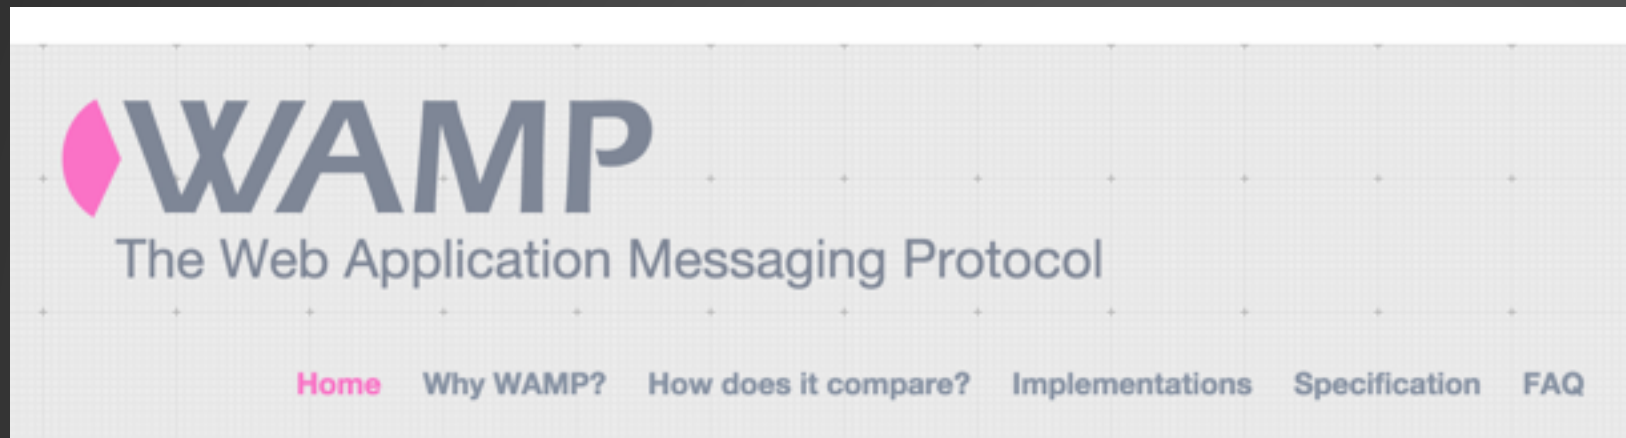 WAMP
The Web Application Messaging Protocol
Home Why WAMP? How does it compare? Implementations Specification FAQ